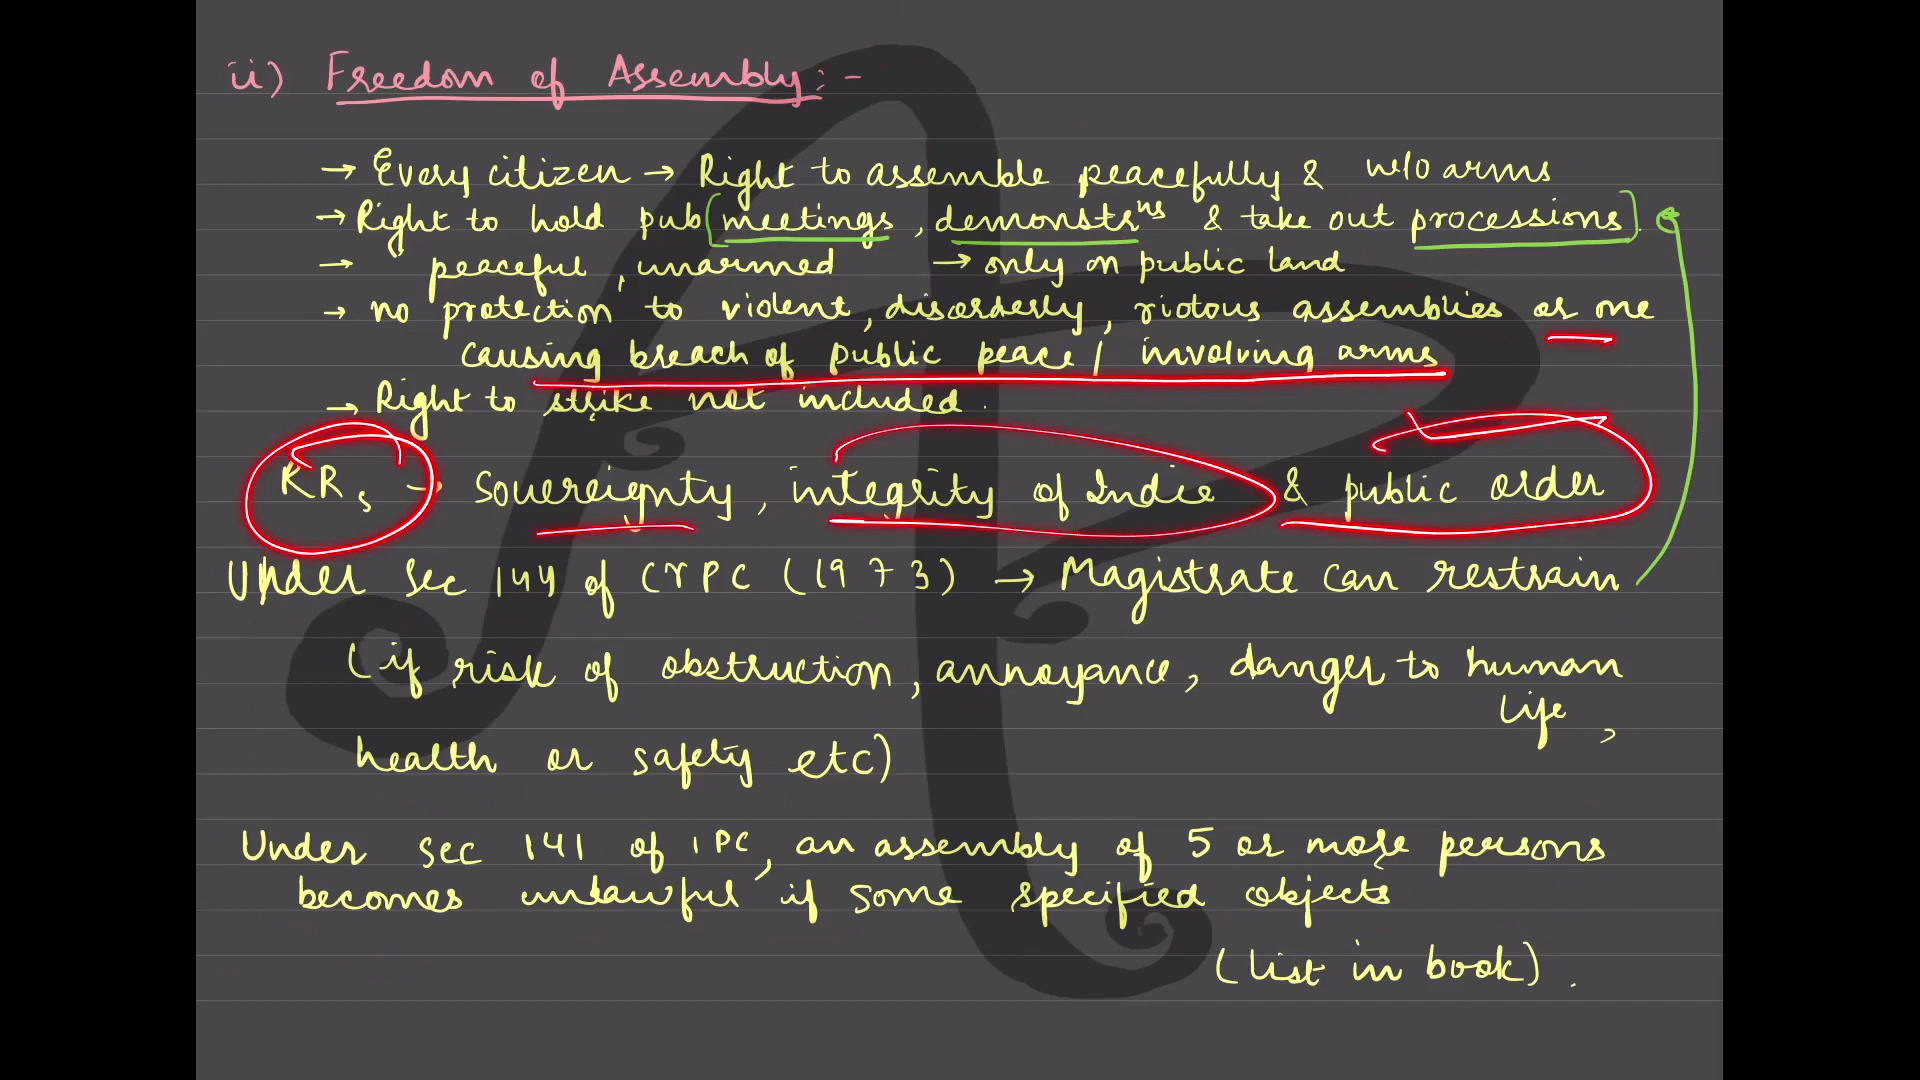 ii) Freedom of Assembly:-
→ Every citizen → Right to assemble peacefully & w/o arms
→ Right to hold pub (meetings, demonstrns & take out processions).
→ peaceful, unarmed → only on public land
→ no protection to violent, disorderly, riotous assemblies or one
causing breach of public peace / involving arms
→ Right to strike not included.
RRs → Sovereignty, integrity of India & public order
Under Sec 144 of CrPC (1973) → Magistrate can restrain
(if risk of obstruction, annoyance, danger to human
life,
health or safety etc)
Under sec 141 of IPC, an assembly of 5 or more persons
becomes unlawful if some specified objects
(list in book).